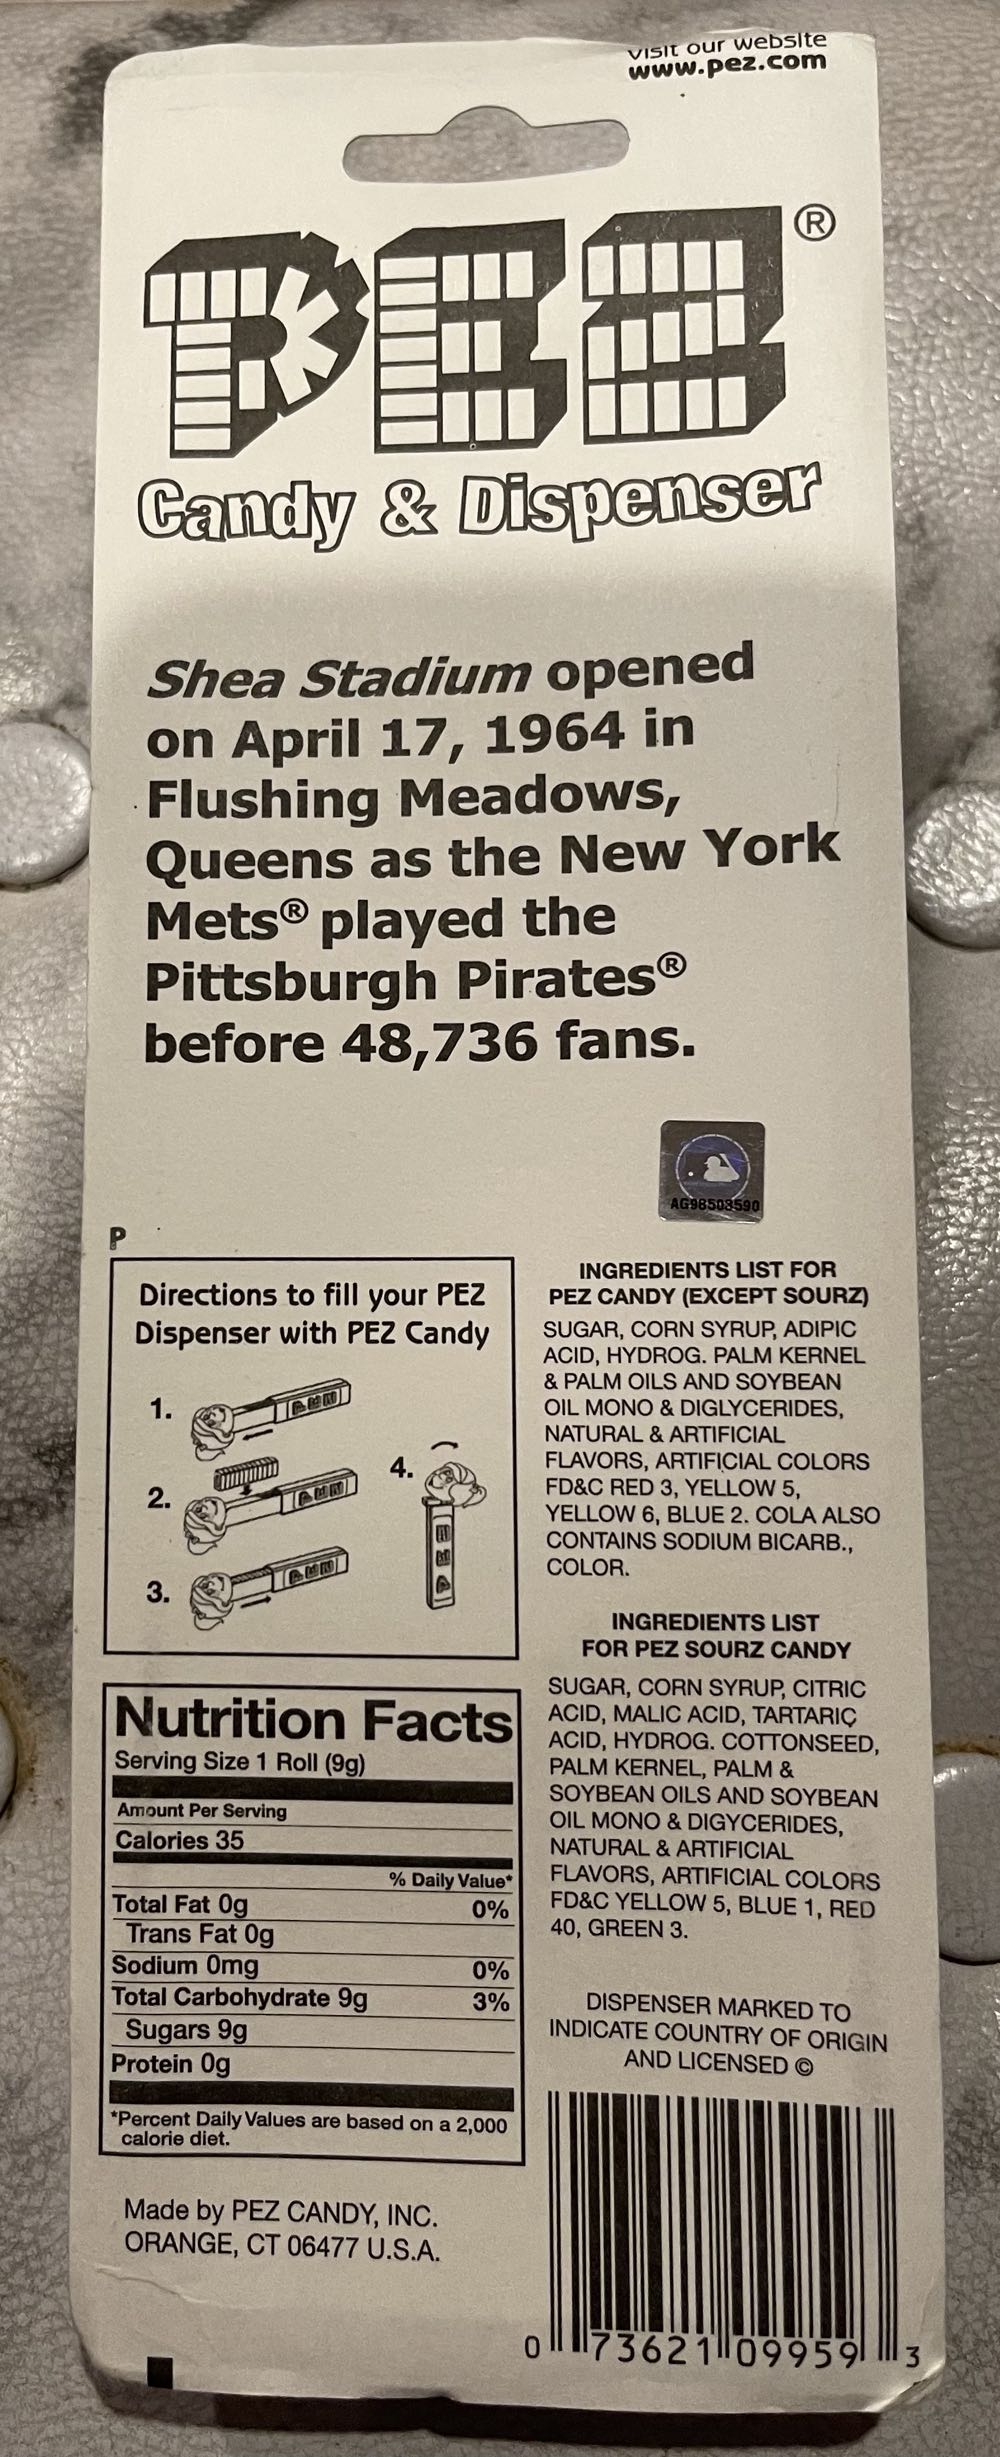 visit our website
www.pez.com
PEZ®
Candy & Dispenser
Shea Stadium opened
on April 17, 1964 in
Flushing Meadows,
Queens as the New York
Mets® played the
Pittsburgh Pirates®
before 48,736 fans.
AG98508590
P
Directions to fill your PEZ
Dispenser with PEZ Candy
1.
2.
3.
4.
PEZ
PEZ
PEZ
PEZ
Nutrition Facts
Serving Size 1 Roll (9g)
Amount Per Serving
Calories 35
% Daily Value*
Total Fat 0g 0%
Trans Fat 0g
Sodium 0mg 0%
Total Carbohydrate 9g 3%
Sugars 9g
Protein 0g
*Percent Daily Values are based on a 2,000
calorie diet.
Made by PEZ CANDY, INC.
ORANGE, CT 06477 U.S.A.
INGREDIENTS LIST FOR
PEZ CANDY (EXCEPT SOURZ)
SUGAR, CORN SYRUP, ADIPIC
ACID, HYDROG. PALM KERNEL
& PALM OILS AND SOYBEAN
OIL MONO & DIGLYCERIDES,
NATURAL & ARTIFICIAL
FLAVORS, ARTIFICIAL COLORS
FD&C RED 3, YELLOW 5,
YELLOW 6, BLUE 2. COLA ALSO
CONTAINS SODIUM BICARB.,
COLOR.
INGREDIENTS LIST
FOR PEZ SOURZ CANDY
SUGAR, CORN SYRUP, CITRIC
ACID, MALIC ACID, TARTARIC
ACID, HYDROG. COTTONSEED,
PALM KERNEL, PALM &
SOYBEAN OILS AND SOYBEAN
OIL MONO & DIGYCERIDES,
NATURAL & ARTIFICIAL
FLAVORS, ARTIFICIAL COLORS
FD&C YELLOW 5, BLUE 1, RED
40, GREEN 3.
DISPENSER MARKED TO
INDICATE COUNTRY OF ORIGIN
AND LICENSED ©
0 73621 09959 3